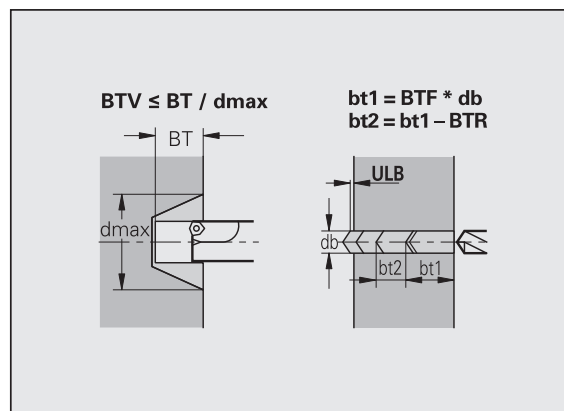 BTV ≤ BT / dmax
BT
dmax
bt1 = BTF * db
bt2 = bt1 – BTR
ULB
db
bt2
bt1